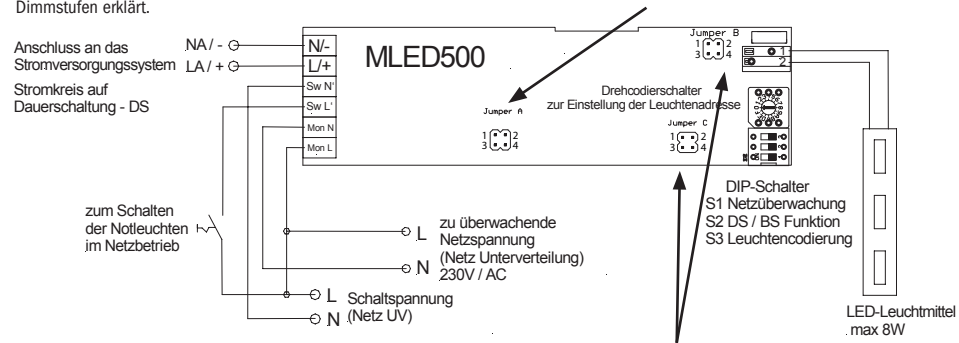 Dimmstufen erklärt.
Anschluss an das
Stromversorgungssystem
NA / -
LA / +
Stromkreis auf
Dauerschaltung - DS
N/-
L/+
Sw N'
Sw L'
Mon N
Mon L
MLED500
Jumper A
1 2
3 4
Jumper B
1 2
3 4
1
2
Drehcodierschalter
zur Einstellung der Leuchtenadresse
Jumper C
1 2
3 4
DIP-Schalter
S1 Netzüberwachung
S2 DS / BS Funktion
S3 Leuchtencodierung
zum Schalten
der Notleuchten
im Netzbetrieb
L
N
zu überwachende
Netzspannung
(Netz Unterverteilung)
230V / AC
L
N
Schaltspannung
(Netz UV)
LED-Leuchtmittel
max 8W